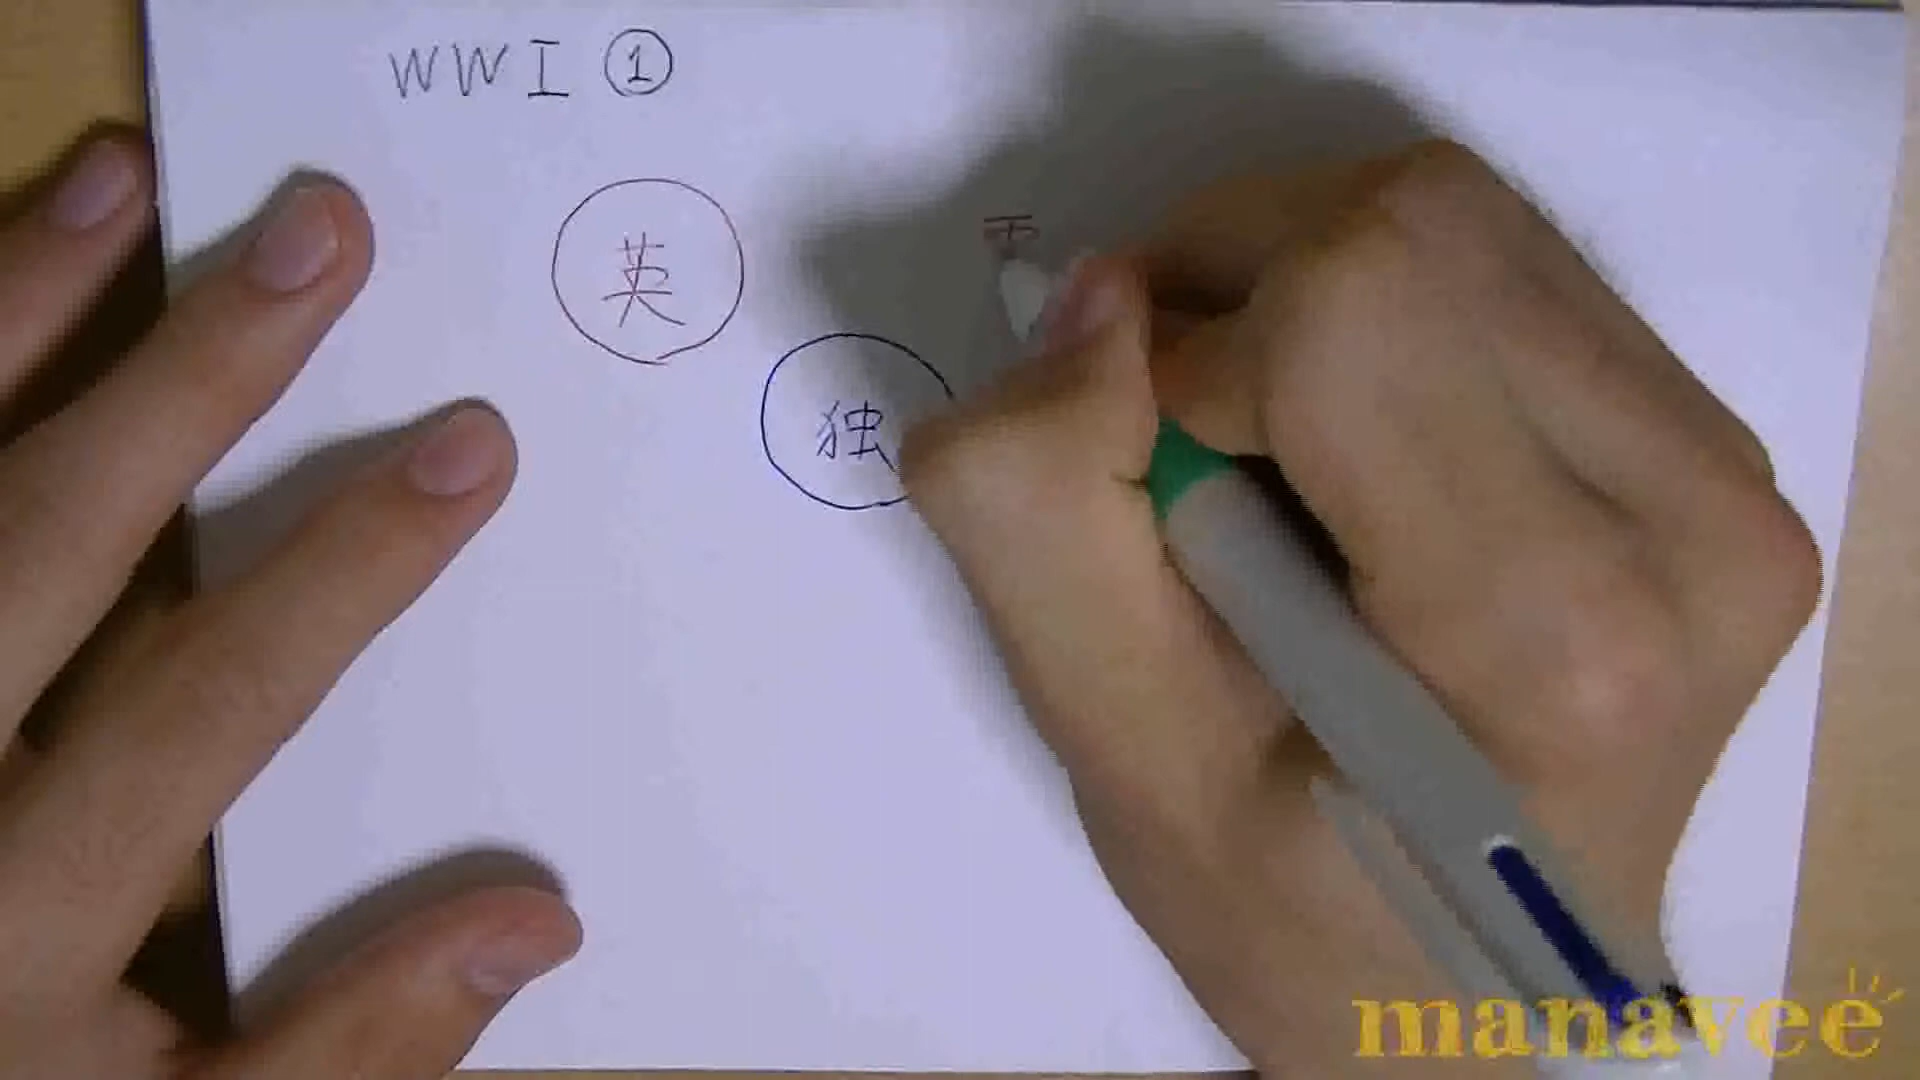 WWI ①
英
独
manavee